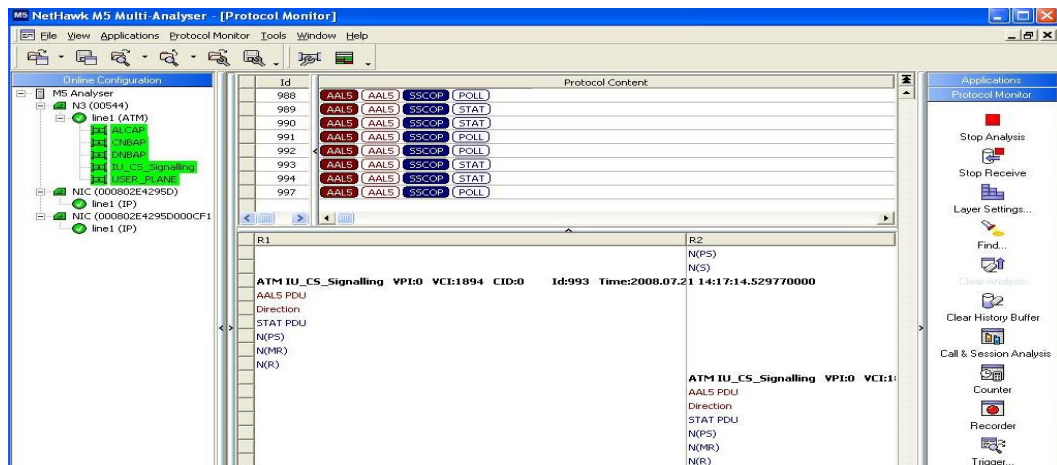 M5 NetHawk M5 Multi-Analyser - [Protocol Monitor]
File View Applications Protocol Monitor Tools Window Help
Online Configuration
M5 Analyser
N3 (00544)
line1 (ATM)
ALCAP
CNBAP
DNBAP
IU_CS_Signalling
USER_PLANE
NIC (000802E4295D)
line1 (IP)
NIC (000802E4295D000CF1
line1 (IP)
Id Protocol Content
988 AAL5 AAL5 SSCOP POLL
989 AAL5 AAL5 SSCOP STAT
990 AAL5 AAL5 SSCOP STAT
991 AAL5 AAL5 SSCOP POLL
992 AAL5 AAL5 SSCOP POLL
993 AAL5 AAL5 SSCOP STAT
994 AAL5 AAL5 SSCOP STAT
997 AAL5 AAL5 SSCOP POLL
R1 R2
N(PS)
N(S)
ATM IU_CS_Signalling VPI:0 VCI:1894 CID:0 Id:993 Time:2008.07.21 14:17:14.529770000
AAL5 PDU
Direction
STAT PDU
N(PS)
N(MR)
N(R)
ATM IU_CS_Signalling VPI:0 VCI:18
AAL5 PDU
Direction
STAT PDU
N(PS)
N(MR)
N(R)
Applications
Protocol Monitor
Stop Analysis
Stop Receive
Layer Settings...
Find...
Clear Analysis
Clear History Buffer
Call & Session Analysis
Counter
Recorder
Trigger...